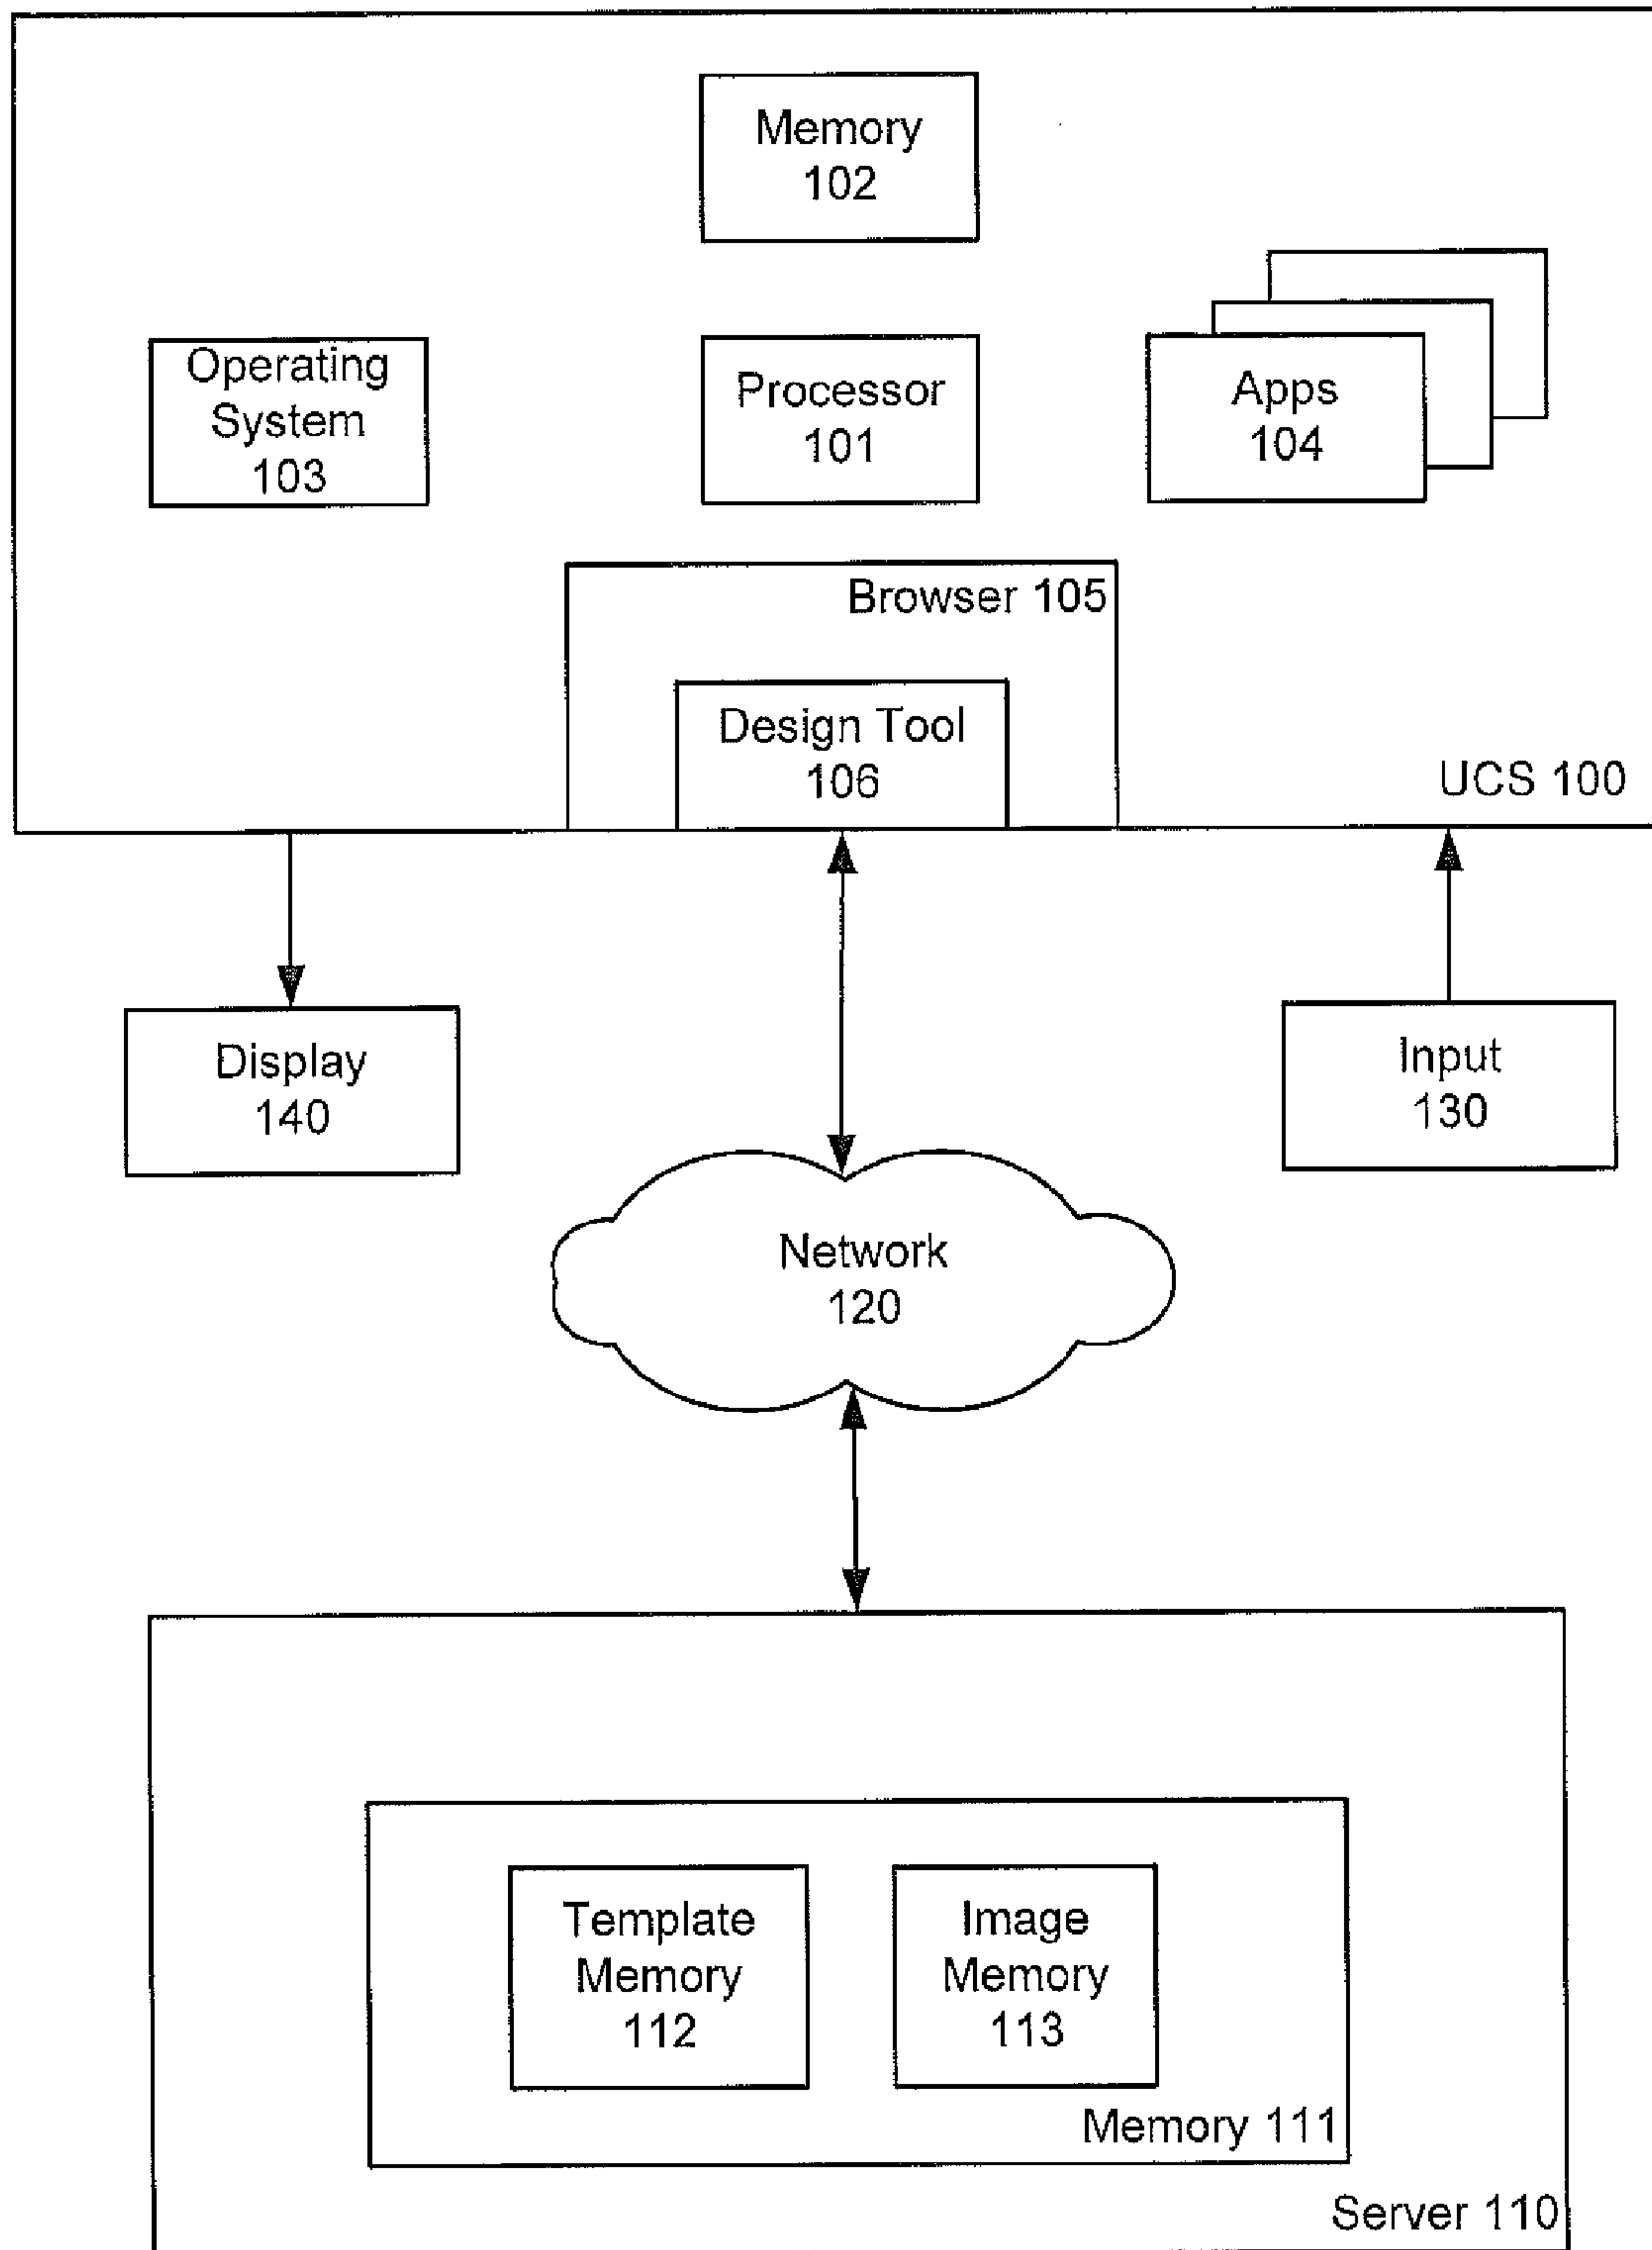 Memory
102
Operating
System
103
Processor
101
Apps
104
Browser 105
Design Tool
106
UCS 100
Display
140
Input
130
Network
120
Template
Memory
112
Image
Memory
113
Memory 111
Server 110